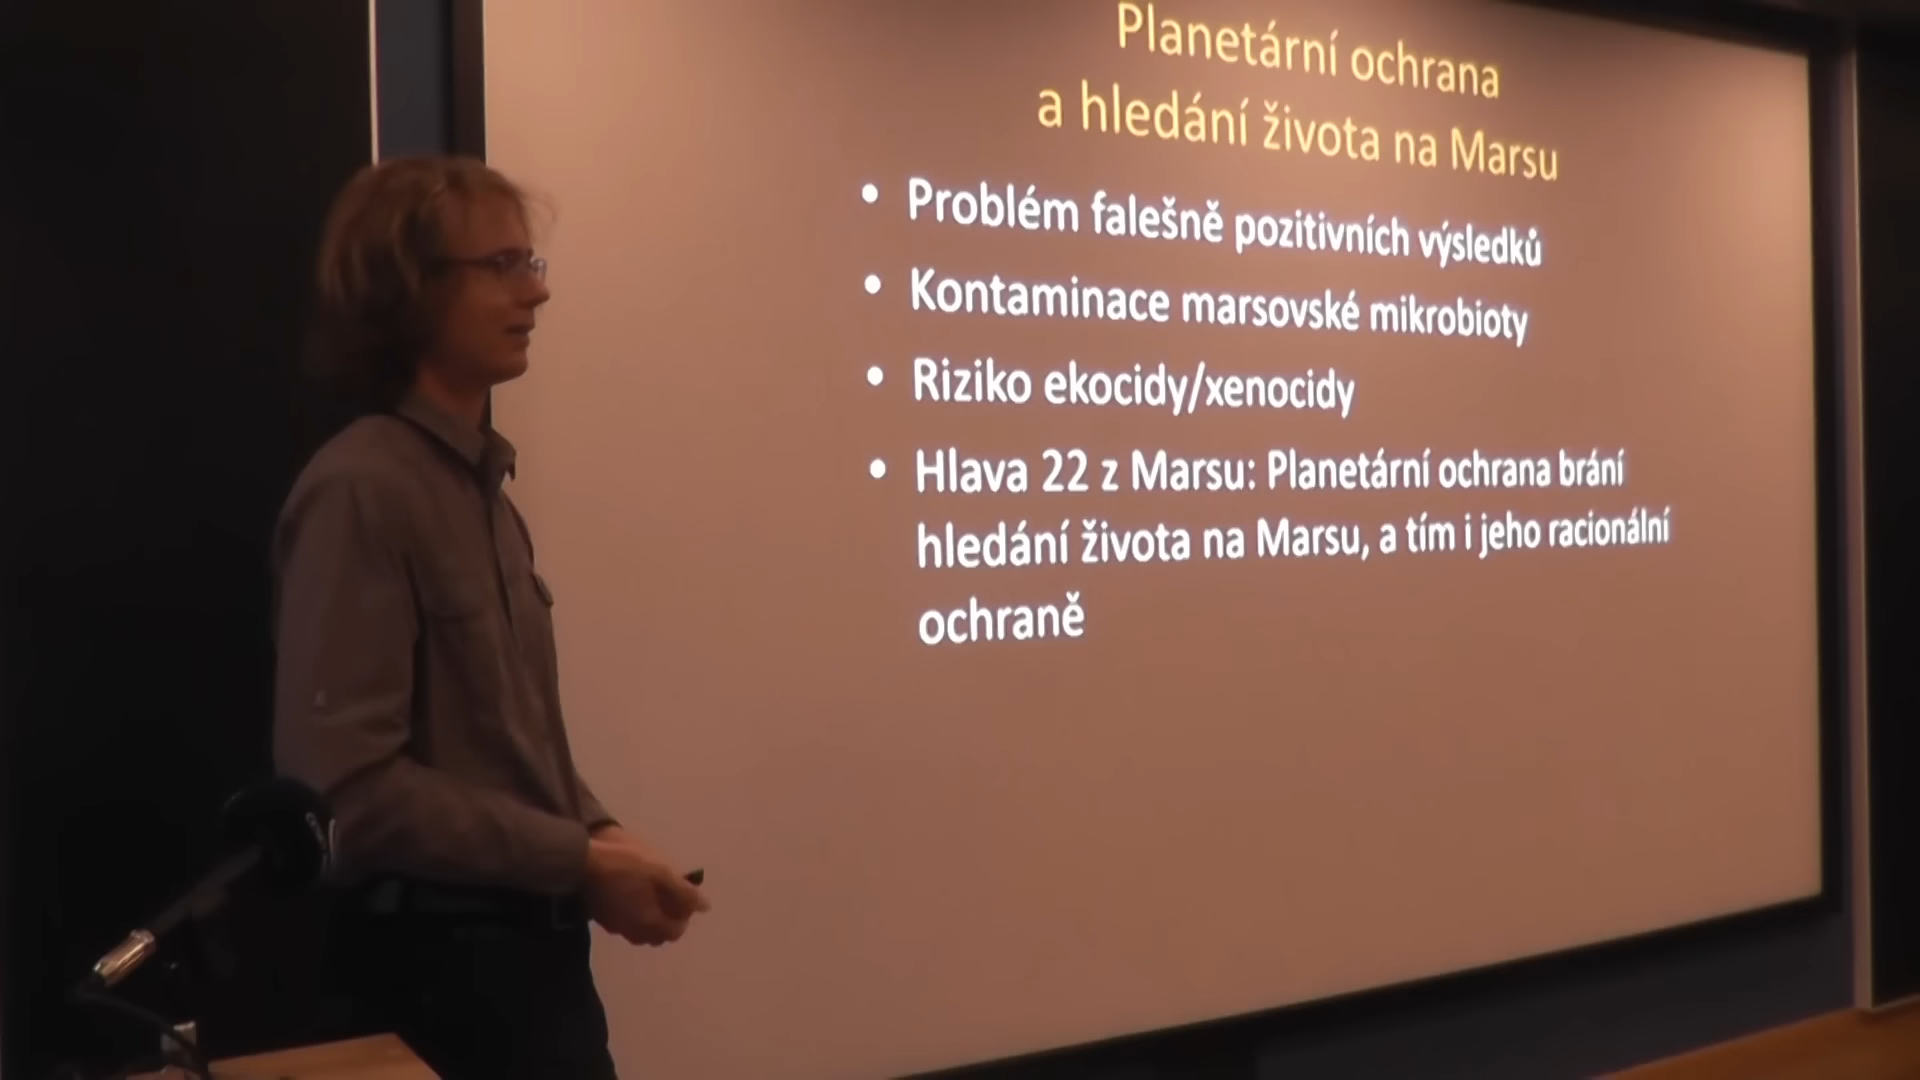 Planetární ochrana
a hledání života na Marsu
• Problém falešně pozitivních výsledků
• Kontaminace marsovské mikrobioty
• Riziko ekocidy/xenocidy
• Hlava 22 z Marsu: Planetární ochrana brání
hledání života na Marsu, a tím i jeho racionální
ochraně